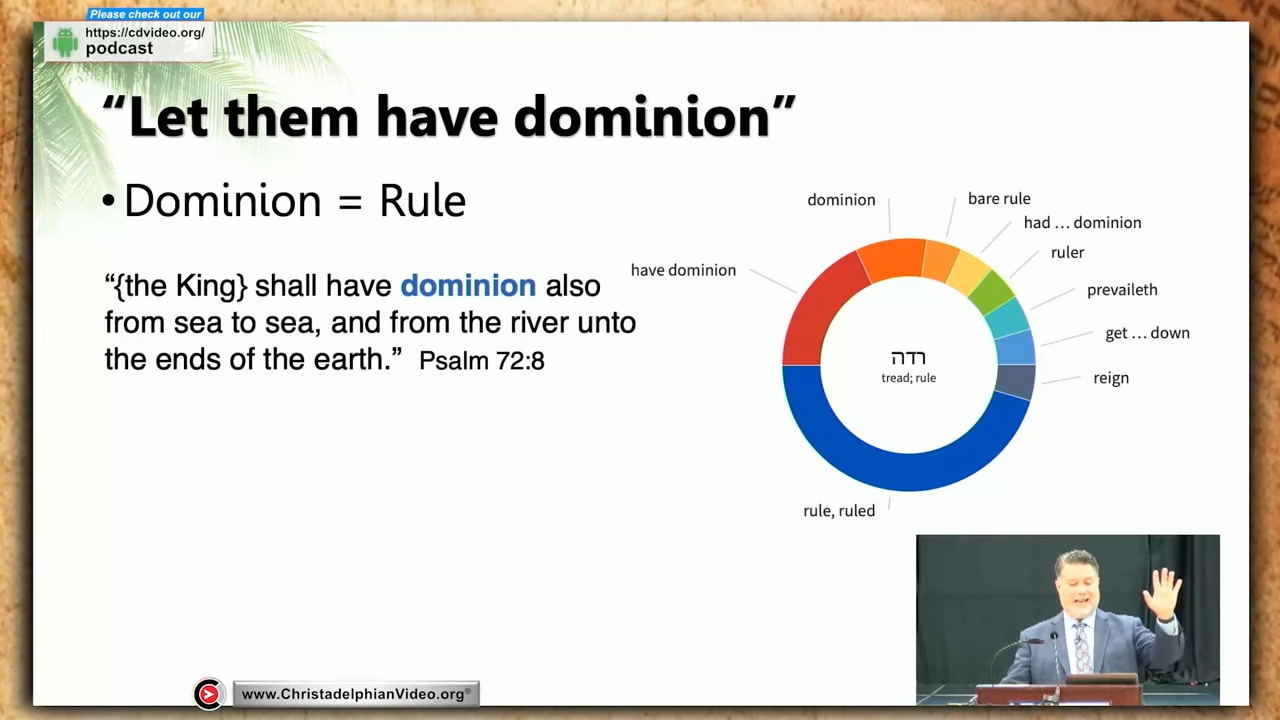 Please check out our
https://cdvideo.org/
podcast
“Let them have dominion”
•Dominion = Rule
“{the King} shall have dominion also
from sea to sea, and from the river unto
the ends of the earth.” Psalm 72:8
dominion
bare rule
had … dominion
ruler
have dominion
prevaileth
get … down
reign
רדה
tread; rule
rule, ruled
www.ChristadelphianVideo.org®